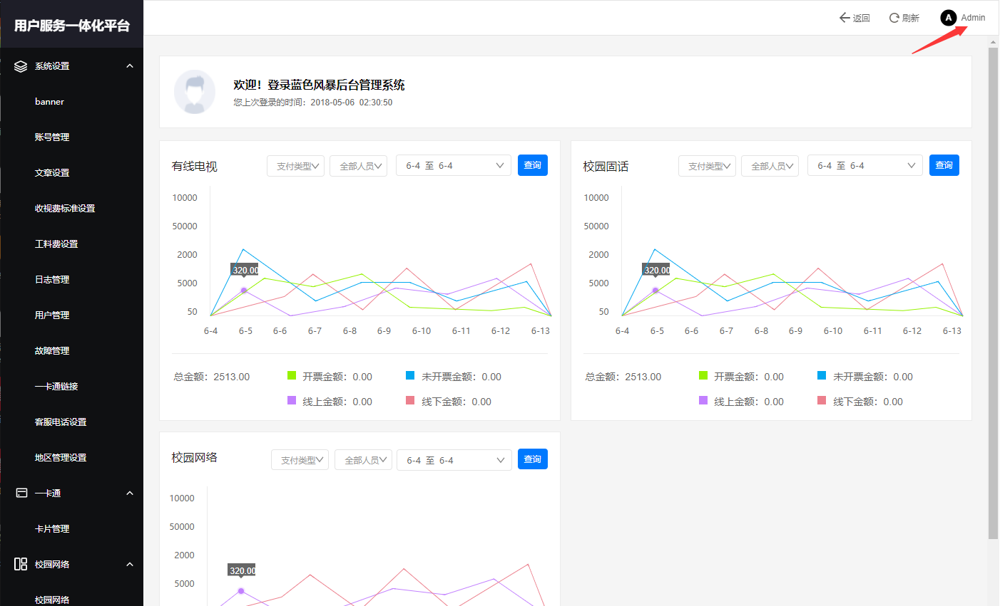 用户服务一体化平台
返回 刷新 A Admin
系统设置
banner
账号管理
文章设置
收视费标准设置
工料费设置
日志管理
用户管理
故障管理
一卡通链接
客服电话设置
地区管理设置
一卡通
卡片管理
校园网络
校园网络
欢迎！登录蓝色风暴后台管理系统
您上次登录的时间：2018-05-06 02:30:50
有线电视 支付类型 全部人员 6-4 至 6-4 查询
10000
50000
2000
5000
50
320.00
6-4 6-5 6-6 6-7 6-8 6-9 6-10 6-11 6-12 6-13
总金额：2513.00 开票金额：0.00 未开票金额：0.00
线上金额：0.00 线下金额：0.00
校园固话 支付类型 全部人员 6-4 至 6-4 查询
10000
50000
2000
5000
50
320.00
6-4 6-5 6-6 6-7 6-8 6-9 6-10 6-11 6-12 6-13
总金额：2513.00 开票金额：0.00 未开票金额：0.00
线上金额：0.00 线下金额：0.00
校园网络 支付类型 全部人员 6-4 至 6-4 查询
10000
50000
2000
5000
320.00